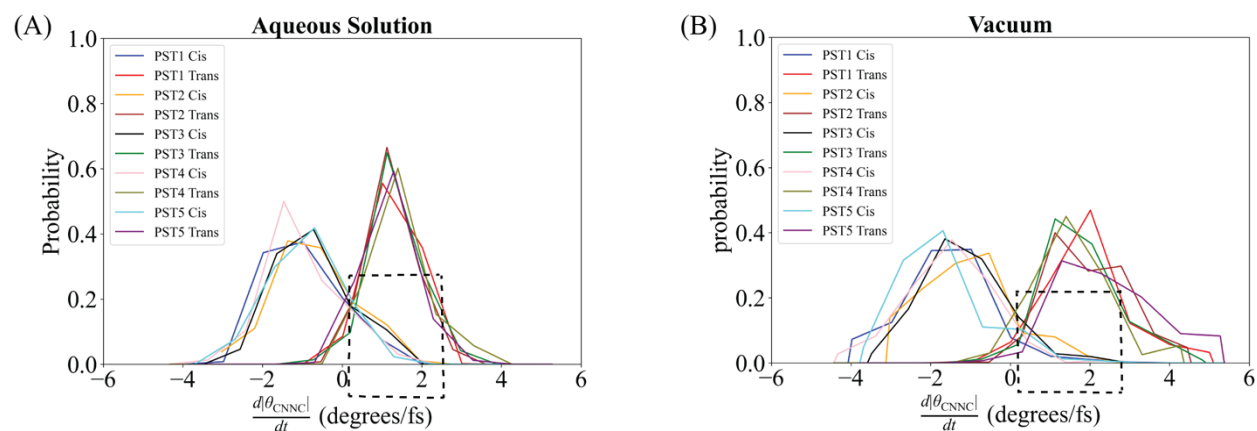 (A)
Aqueous Solution
1.0
0.8
0.6
0.4
0.2
0.0
Probability
PST1 Cis
PST1 Trans
PST2 Cis
PST2 Trans
PST3 Cis
PST3 Trans
PST4 Cis
PST4 Trans
PST5 Cis
PST5 Trans
−6 −4 −2 0 2 4 6
d|θCNNC|/dt (degrees/fs)
(B)
Vacuum
1.0
0.8
0.6
0.4
0.2
0.0
probability
PST1 Cis
PST1 Trans
PST2 Cis
PST2 Trans
PST3 Cis
PST3 Trans
PST4 Cis
PST4 Trans
PST5 Cis
PST5 Trans
−6 −4 −2 0 2 4 6
d|θCNNC|/dt (degrees/fs)